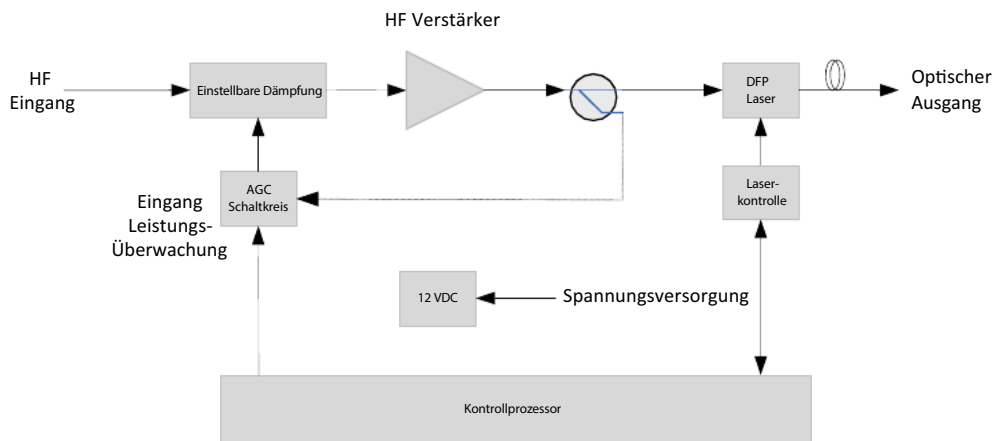 HF Verstärker
HF
Eingang
Einstellbare Dämpfung
DFP
Laser
Optischer
Ausgang
AGC
Schaltkreis
Eingang
Leistungs-
Überwachung
Laser-
kontrolle
12 VDC
Spannungsversorgung
Kontrollprozessor